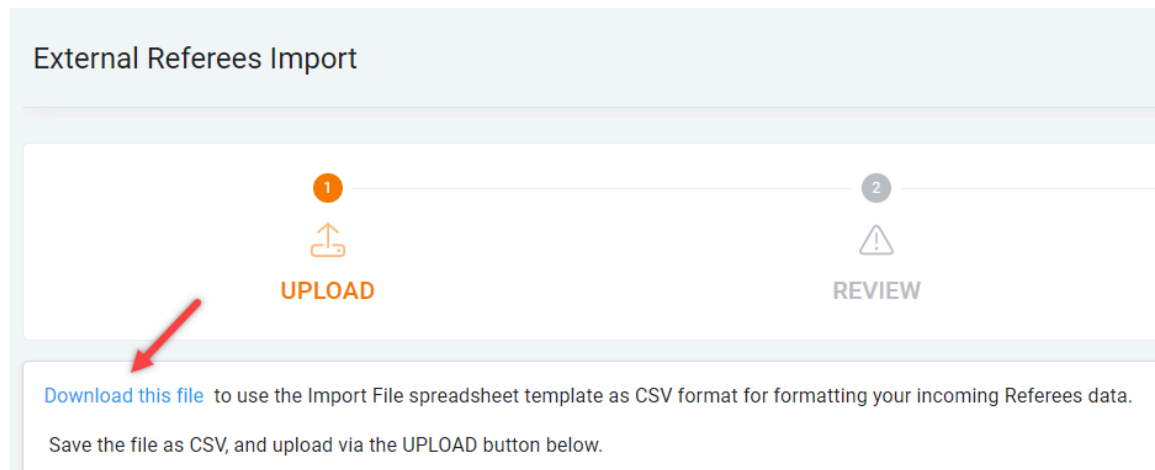 External Referees Import
1
2
UPLOAD
REVIEW
Download this file to use the Import File spreadsheet template as CSV format for formatting your incoming Referees data.
Save the file as CSV, and upload via the UPLOAD button below.